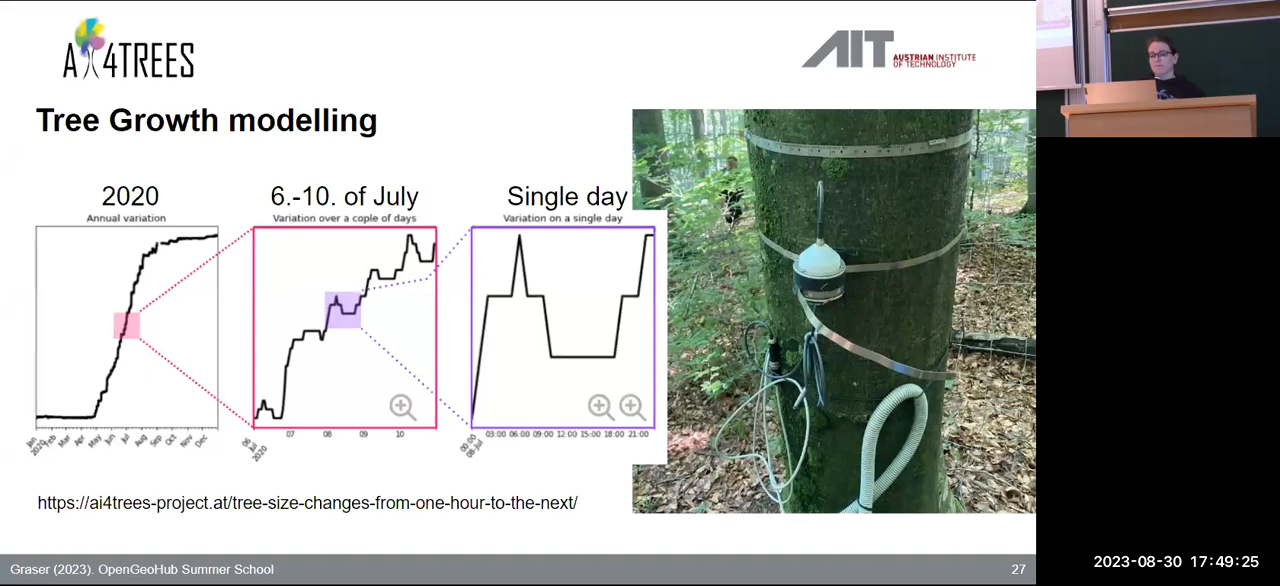 AI4TREES
AIT AUSTRIAN INSTITUTE
OF TECHNOLOGY
Tree Growth modelling
2020
Annual variation
6.-10. of July
Variation over a cople of days
Single day
Variation on a single day
Jan
2020
Feb
Mar
Apr
May
Jun
Jul
Aug
Sep
Oct
Nov
Dec
06
Jul
2020
07
08
09
10
00:00
08-Jul
03:00 06:00 09:00 12:00 15:00 18:00 21:00
https://ai4trees-project.at/tree-size-changes-from-one-hour-to-the-next/
Graser (2023). OpenGeoHub Summer School
27
2023-08-30 17:49:25